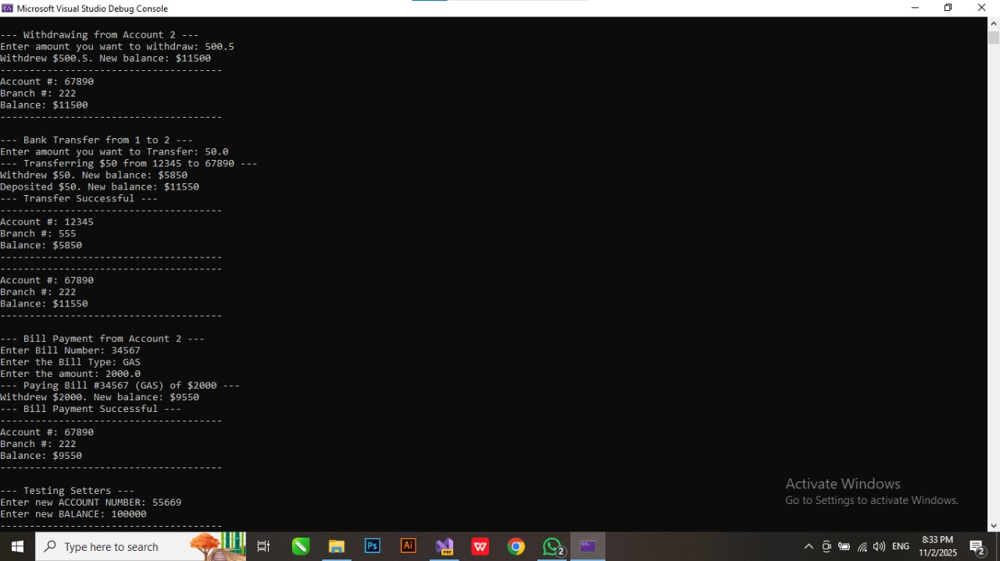 Microsoft Visual Studio Debug Console
--- Withdrawing from Account 2 ---
Enter amount you want to withdraw: 500.5
Withdrew $500.5. New balance: $11500
--------------------------------------
Account #: 67890
Branch #: 222
Balance: $11500
--------------------------------------
--- Bank Transfer from 1 to 2 ---
Enter amount you want to Transfer: 50.0
--- Transferring $50 from 12345 to 67890 ---
Withdrew $50. New balance: $5850
Deposited $50. New balance: $11550
--- Transfer Successful ---
--------------------------------------
Account #: 12345
Branch #: 555
Balance: $5850
--------------------------------------
--------------------------------------
Account #: 67890
Branch #: 222
Balance: $11550
--------------------------------------
--- Bill Payment from Account 2 ---
Enter Bill Number: 34567
Enter the Bill Type: GAS
Enter the amount: 2000.0
--- Paying Bill #34567 (GAS) of $2000 ---
Withdrew $2000. New balance: $9550
--- Bill Payment Successful ---
--------------------------------------
Account #: 67890
Branch #: 222
Balance: $9550
--------------------------------------
--- Testing Setters ---
Enter new ACCOUNT NUMBER: 55669
Enter new BALANCE: 100000
--------------------------------------
Activate Windows
Go to Settings to activate Windows.
Type here to search
Ps
Ai
PRE
W
2
ENG
8:33 PM
11/2/2025
2